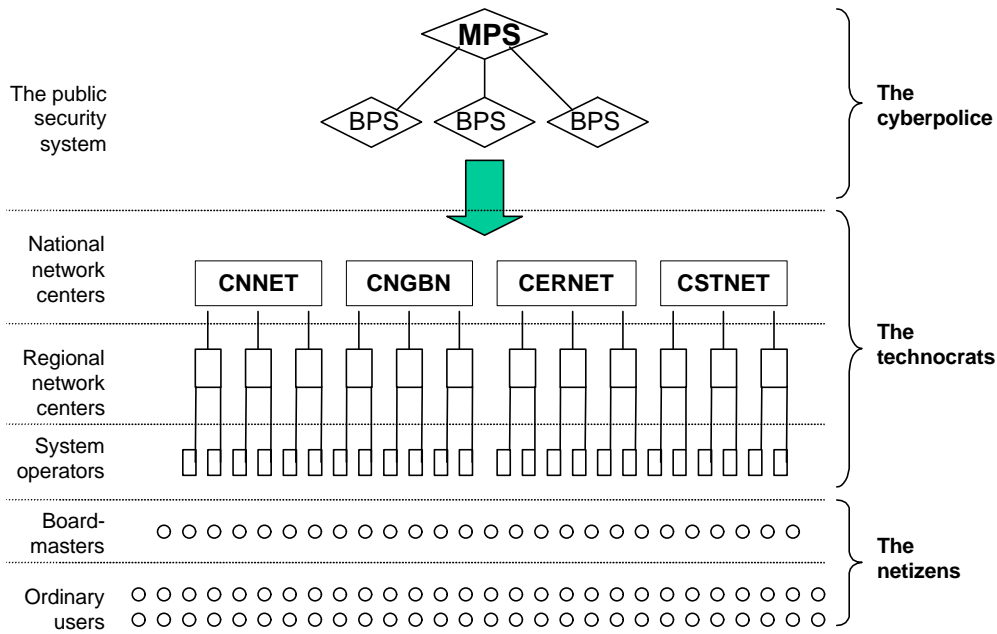 MPS
The public
security
system
BPS BPS BPS
The
cyberpolice
National
network
centers
CNNET CNGBN CERNET CSTNET
The
technocrats
Regional
network
centers
System
operators
Board-
masters
The
netizens
Ordinary
users